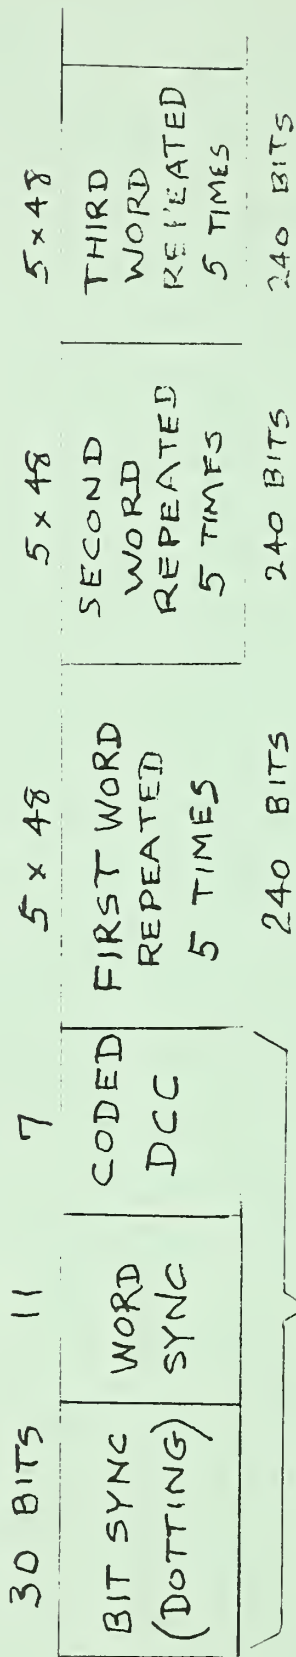 30 BITS 11 7 5 x 48 5 x 48 5 x 48
BIT SYNC
(DOTTING)
WORD
SYNC
CODED
DCC
FIRST WORD
REPEATED
5 TIMES
SECOND
WORD
REPEATED
5 TIMES
THIRD
WORD
REPEATED
5 TIMES
240 BITS 240 BITS 240 BITS